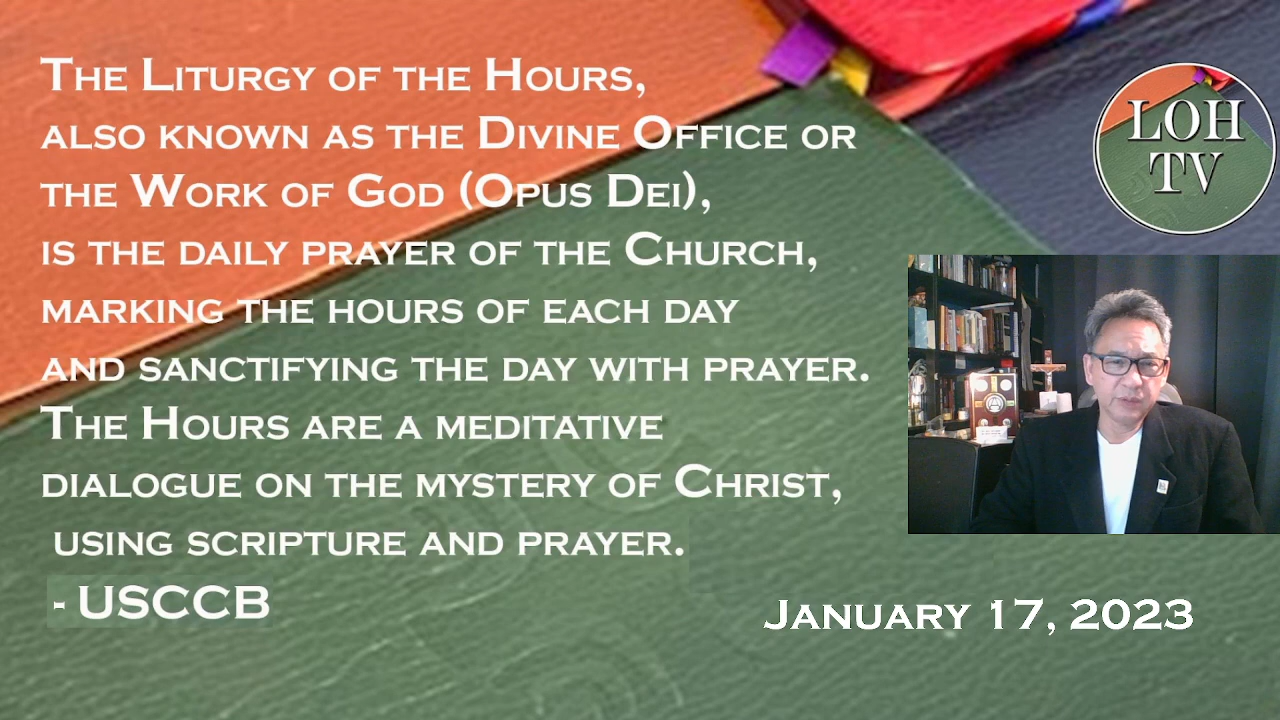 The Liturgy of the Hours,
also known as the Divine Office or
the Work of God (Opus Dei),
is the daily prayer of the Church,
marking the hours of each day
and sanctifying the day with prayer.
The Hours are a meditative
dialogue on the mystery of Christ,
using scripture and prayer.
- USCCB
LOH
TV
January 17, 2023